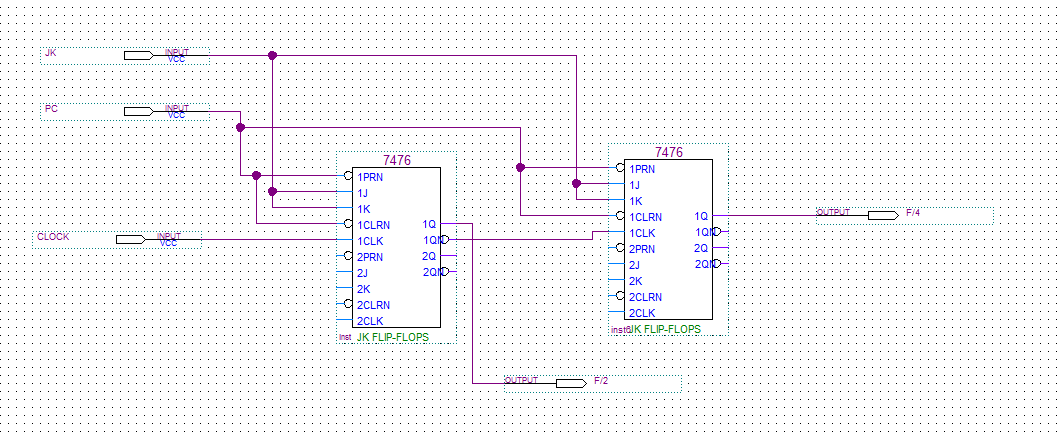 JK
INPUT
VCC
PC
INPUT
VCC
CLOCK
INPUT
VCC
7476
1PRN
1J
1K
1CLRN
1CLK
2PRN
2J
2K
2CLRN
2CLK
1Q
1QN
2Q
2QN
inst
JK FLIP-FLOPS
7476
1PRN
1J
1K
1CLRN
1CLK
2PRN
2J
2K
2CLRN
2CLK
1Q
1QN
2Q
2QN
inst6
JK FLIP-FLOPS
OUTPUT
F/4
OUTPUT
F/2